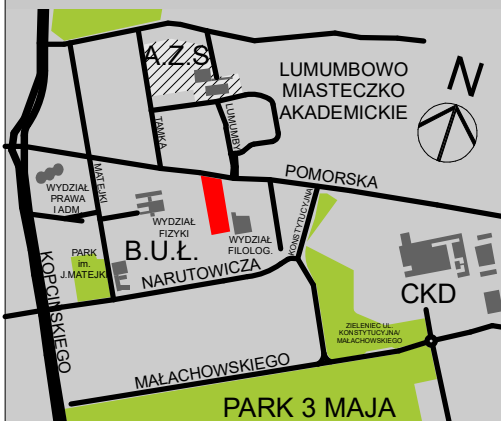 A.Z.S.
LUMUMBOWO
MIASTECZKO
AKADEMICKIE
N
TAMKA
LUMUMBY
MATEJKI
POMORSKA
WYDZIAŁ
PRAWA
I ADM.
WYDZIAŁ
FIZYKI
WYDZIAŁ
FILOLOG.
KONSTYTUCYJNA
B.U.Ł.
PARK
im.
J.MATEJKI
NARUTOWICZA
KOPCIŃSKIEGO
CKD
ZIELENIEC UL.
KONSTYTUCYJNA/
MAŁACHOWSKIEGO
MAŁACHOWSKIEGO
PARK 3 MAJA